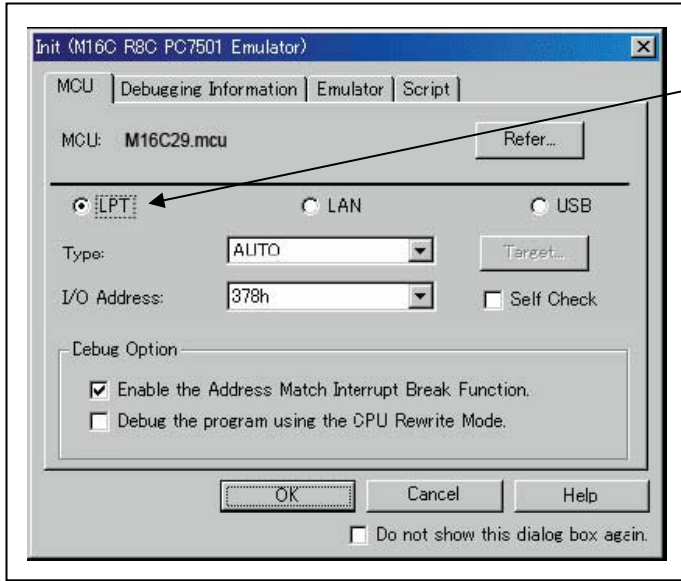 Init (M16C R8C PC7501 Emulator)
MCU Debugging Information Emulator Script
MCU: M16C29.mcu Refer...
LPT LAN USB
Type: AUTO Target...
I/O Address: 378h Self Check
Debug Option
Enable the Address Match Interrupt Break Function.
Debug the program using the CPU Rewrite Mode.
OK Cancel Help
Do not show this dialog box again.